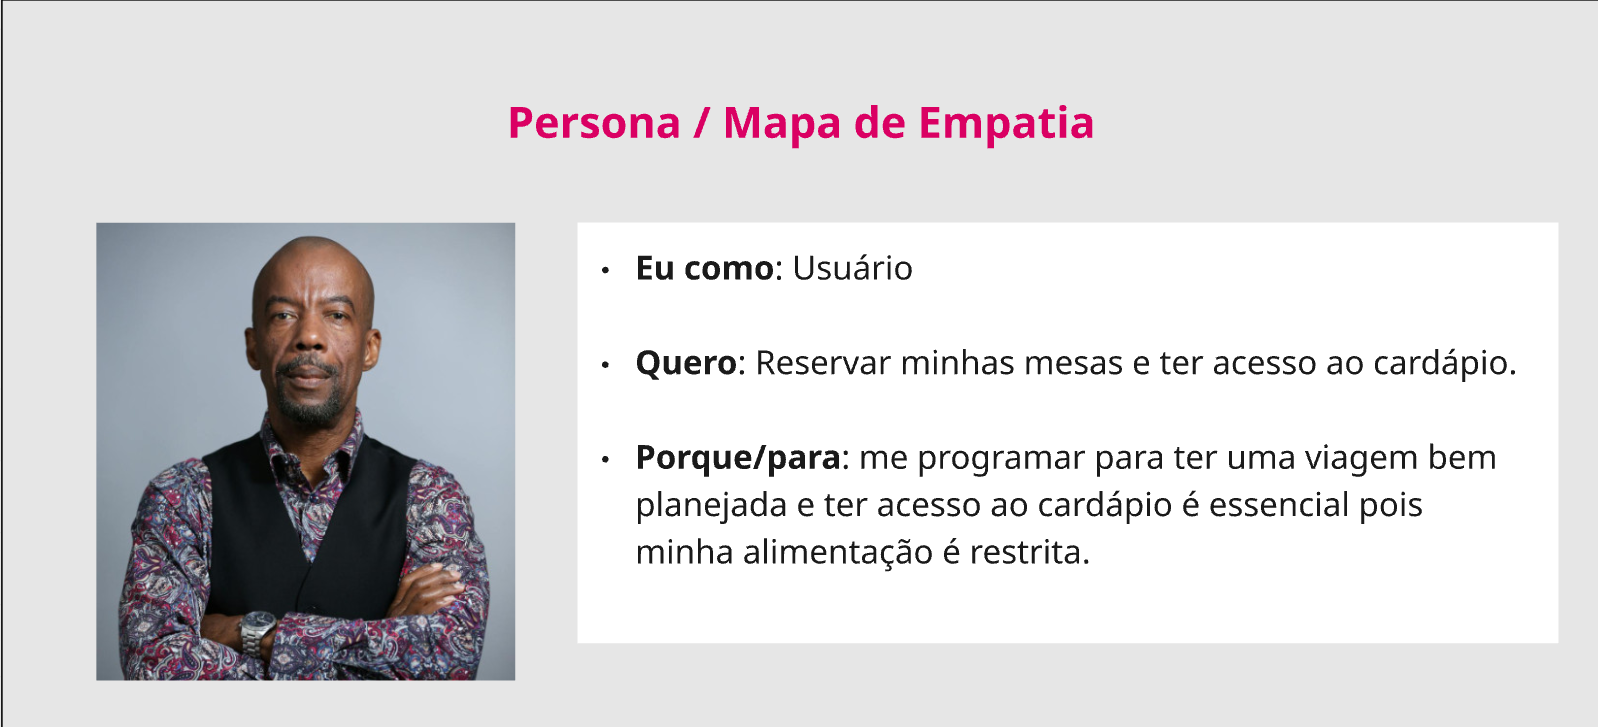 Persona / Mapa de Empatia
• Eu como: Usuário
• Quero: Reservar minhas mesas e ter acesso ao cardápio.
• Porque/para: me programar para ter uma viagem bem
planejada e ter acesso ao cardápio é essencial pois
minha alimentação é restrita.